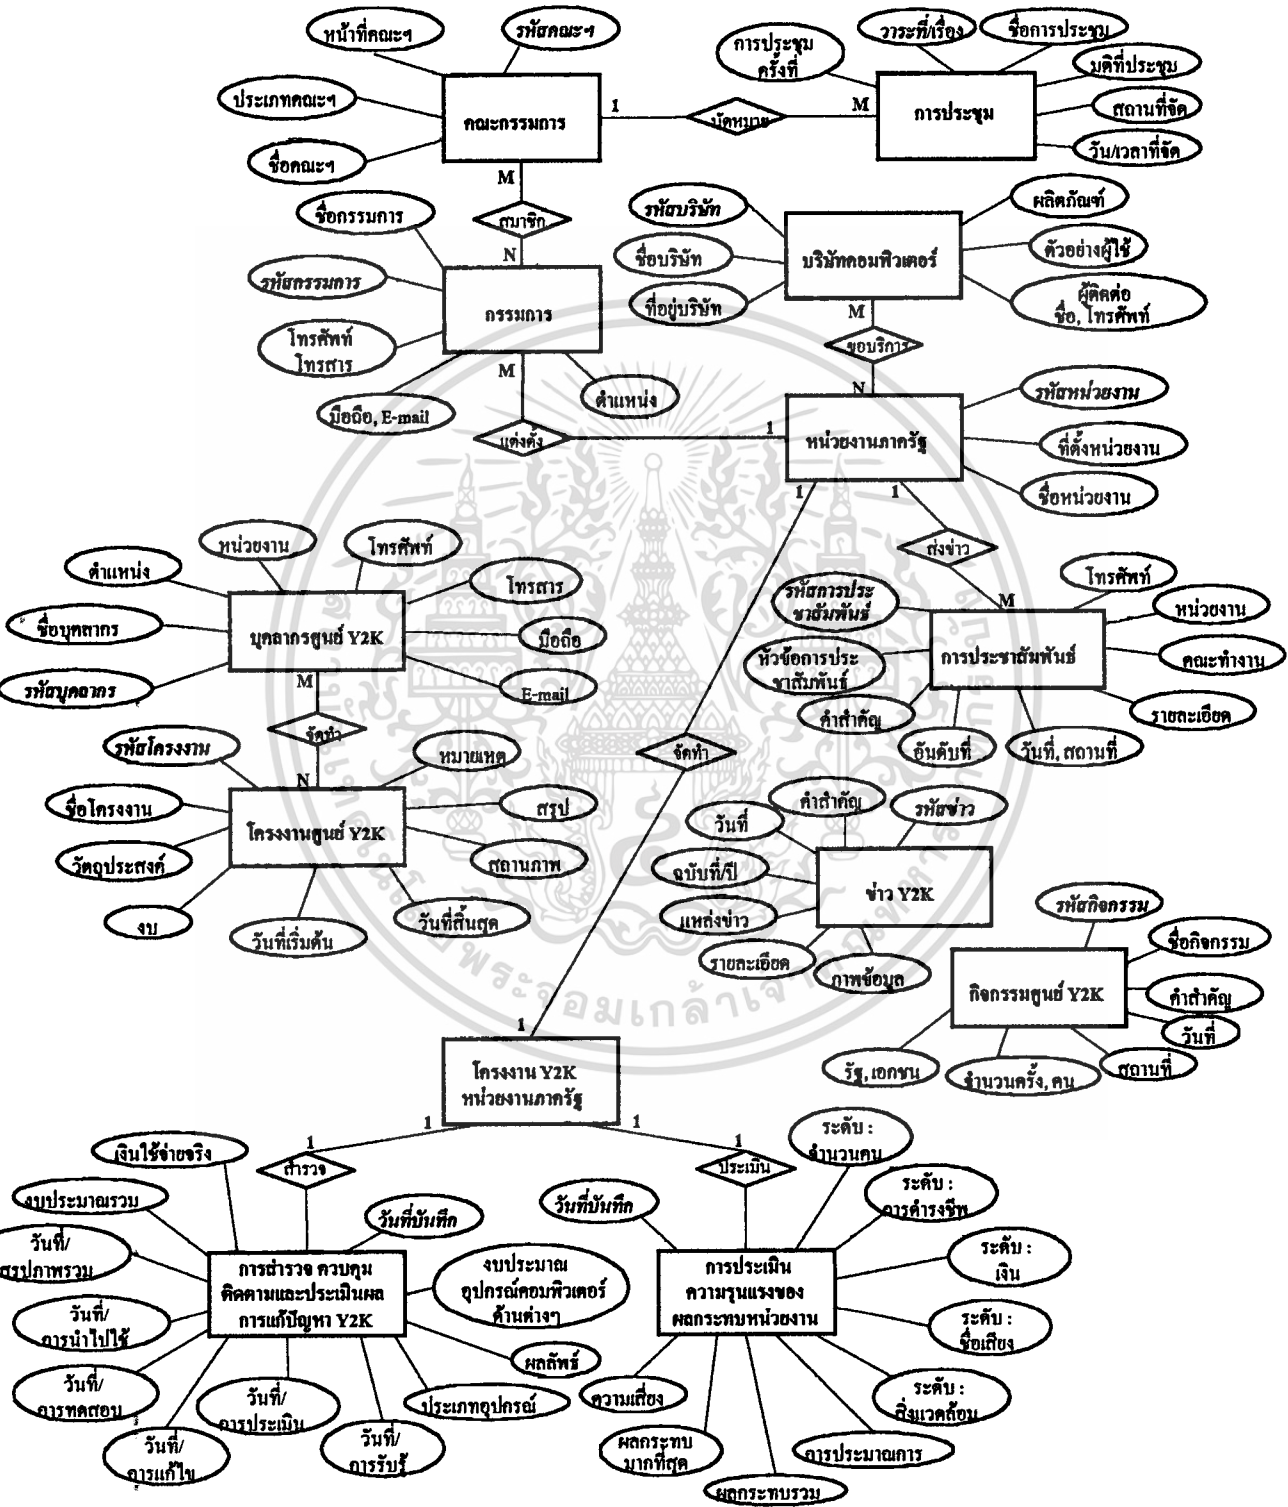 หน้าที่คณะฯ
รหัสคณะฯ
ประเภทคณะฯ
ชื่อคณะฯ
คณะกรรมการ
1
นัดหมาย
M
การประชุม
ครั้งที่
วาระที่/เรื่อง
ชื่อการประชุม
มติที่ประชุม
สถานที่จัด
วัน/เวลาที่จัด
การประชุม
M
สมาชิก
N
ชื่อกรรมการ
รหัสกรรมการ
โทรศัพท์
โทรสาร
มือถือ, E-mail
ตำแหน่ง
กรรมการ
M
แต่งตั้ง
1
รหัสบริษัท
ชื่อบริษัท
ที่อยู่บริษัท
บริษัทคอมพิวเตอร์
ผลิตภัณฑ์
ตัวอย่างผู้ใช้
ผู้ติดต่อ
ชื่อ, โทรศัพท์
M
ขอบริการ
N
หน่วยงานภาครัฐ
รหัสหน่วยงาน
ที่ตั้งหน่วยงาน
ชื่อหน่วยงาน
1
1
ส่งข่าว
M
หน่วยงาน
โทรศัพท์
ตำแหน่ง
โทรสาร
ชื่อบุคลากร
มือถือ
รหัสบุคลากร
E-mail
บุคลากรศูนย์ Y2K
M
จัดทำ
N
รหัสการประ
ชาสัมพันธ์
หัวข้อการประ
ชาสัมพันธ์
คำสำคัญ
อันดับที่
วันที่, สถานที่
การประชาสัมพันธ์
โทรศัพท์
หน่วยงาน
คณะทำงาน
รายละเอียด
รหัสโครงงาน
หมายเหตุ
ชื่อโครงงาน
สรุป
วัตถุประสงค์
สถานภาพ
งบ
วันที่เริ่มต้น
วันที่สิ้นสุด
โครงงานศูนย์ Y2K
จัดทำ
คำสำคัญ
รหัสข่าว
วันที่
ฉบับที่/ปี
แหล่งข่าว
รายละเอียด
ภาพข้อมูล
ข่าว Y2K
รหัสกิจกรรม
ชื่อกิจกรรม
คำสำคัญ
วันที่
สถานที่
จำนวนครั้ง, คน
รัฐ, เอกชน
กิจกรรมศูนย์ Y2K
พระจอมเกล้าเจ้า
1
โครงงาน Y2K
หน่วยงานภาครัฐ
1
1
1
1
สำรวจ
ประเมิน
เงินใช้จ่ายจริง
งบประมาณรวม
วันที่/
สรุปภาพรวม
วันที่/
การนำไปใช้
วันที่/
การทดสอบ
วันที่/
การแก้ไข
วันที่/
การประเมิน
วันที่/
การรับรู้
ประเภทอุปกรณ์
ผลลัพธ์
งบประมาณ
อุปกรณ์คอมพิวเตอร์
ด้านต่างๆ
วันที่บันทึก
การสำรวจ ควบคุม
ติดตามและประเมินผล
การแก้ปัญหา Y2K
วันที่บันทึก
ระดับ :
จำนวนคน
ระดับ :
การดำรงชีพ
ระดับ :
เงิน
ระดับ :
ชื่อเสียง
ระดับ :
สิ่งแวดล้อม
การประมาณการ
ผลกระทบรวม
ผลกระทบ
มากที่สุด
ความเสี่ยง
การประเมิน
ความรุนแรงของ
ผลกระทบหน่วยงาน